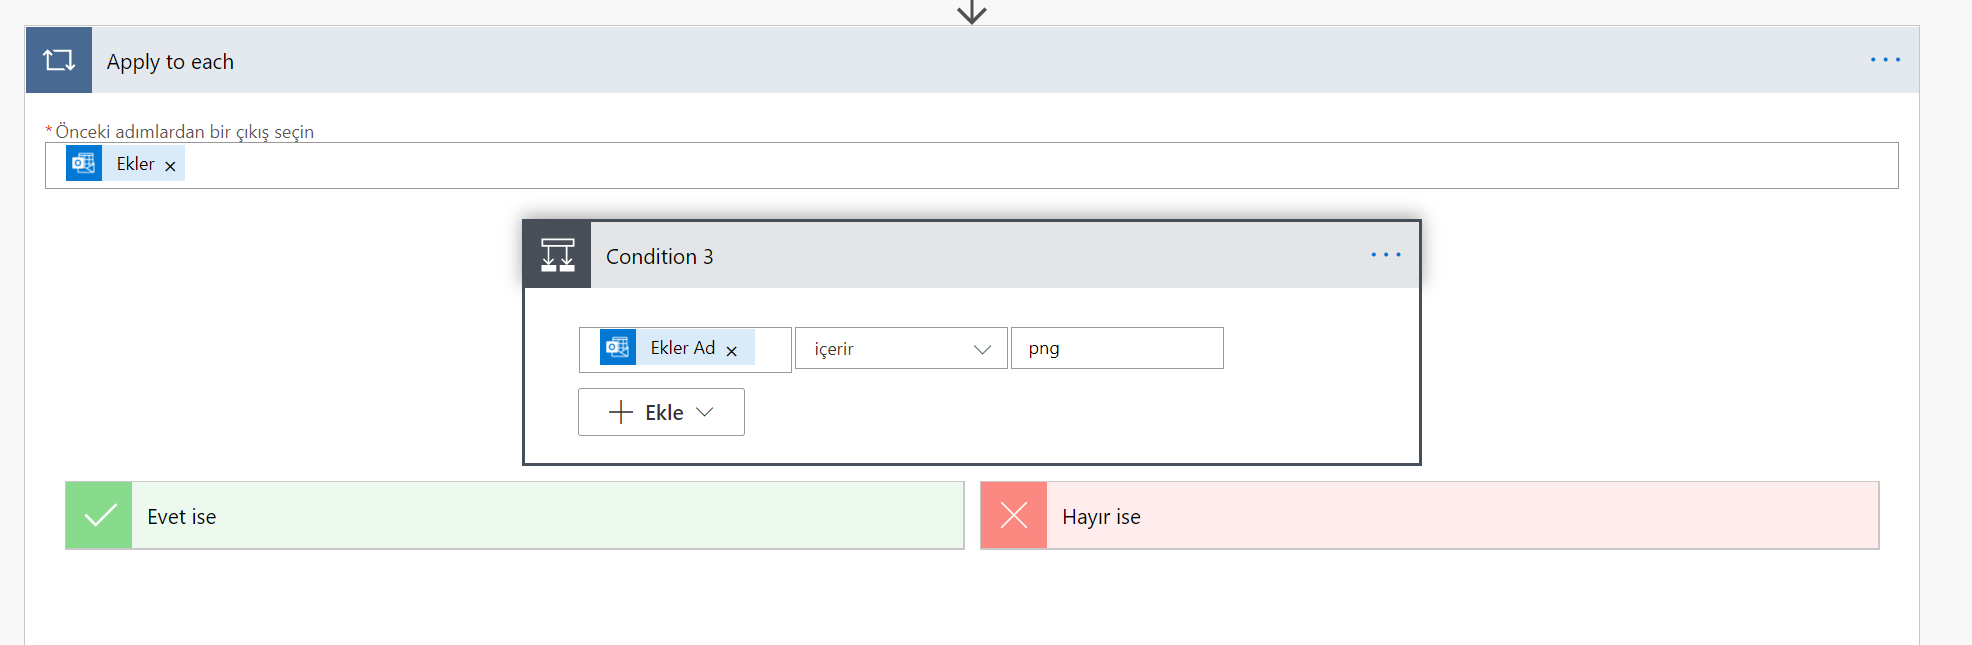 Apply to each
* Önceki adımlardan bir çıkış seçin
Ekler
Condition 3
Ekler Ad içerir png
Ekle
Evet ise
Hayır ise